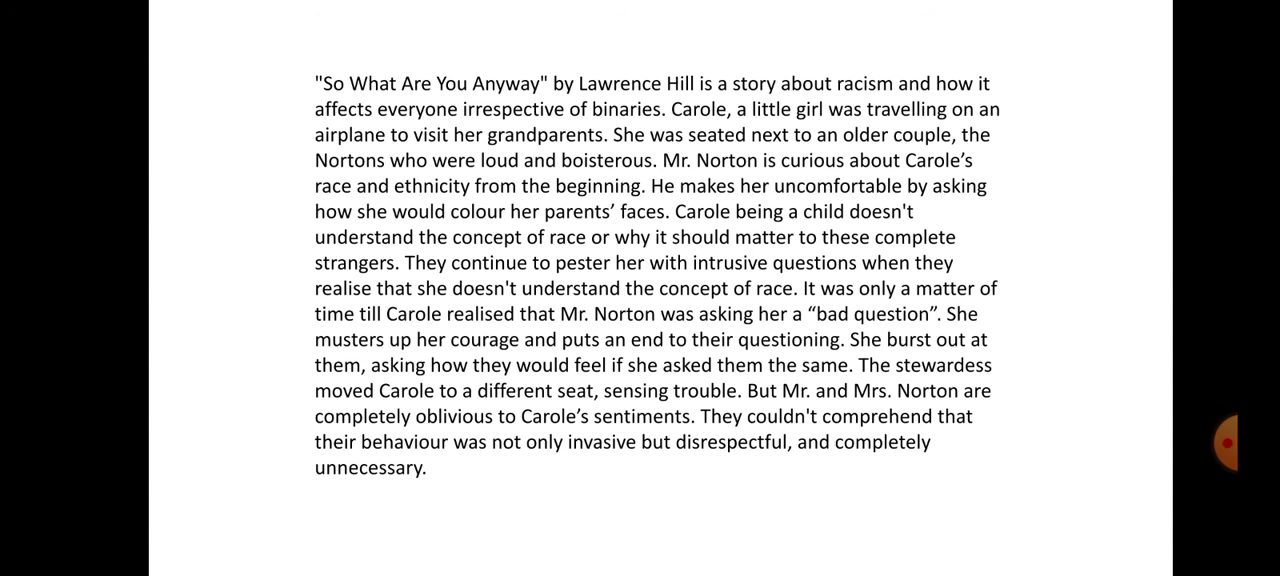 "So What Are You Anyway" by Lawrence Hill is a story about racism and how it
affects everyone irrespective of binaries. Carole, a little girl was travelling on an
airplane to visit her grandparents. She was seated next to an older couple, the
Nortons who were loud and boisterous. Mr. Norton is curious about Carole’s
race and ethnicity from the beginning. He makes her uncomfortable by asking
how she would colour her parents’ faces. Carole being a child doesn't
understand the concept of race or why it should matter to these complete
strangers. They continue to pester her with intrusive questions when they
realise that she doesn't understand the concept of race. It was only a matter of
time till Carole realised that Mr. Norton was asking her a “bad question”. She
musters up her courage and puts an end to their questioning. She burst out at
them, asking how they would feel if she asked them the same. The stewardess
moved Carole to a different seat, sensing trouble. But Mr. and Mrs. Norton are
completely oblivious to Carole’s sentiments. They couldn't comprehend that
their behaviour was not only invasive but disrespectful, and completely
unnecessary.